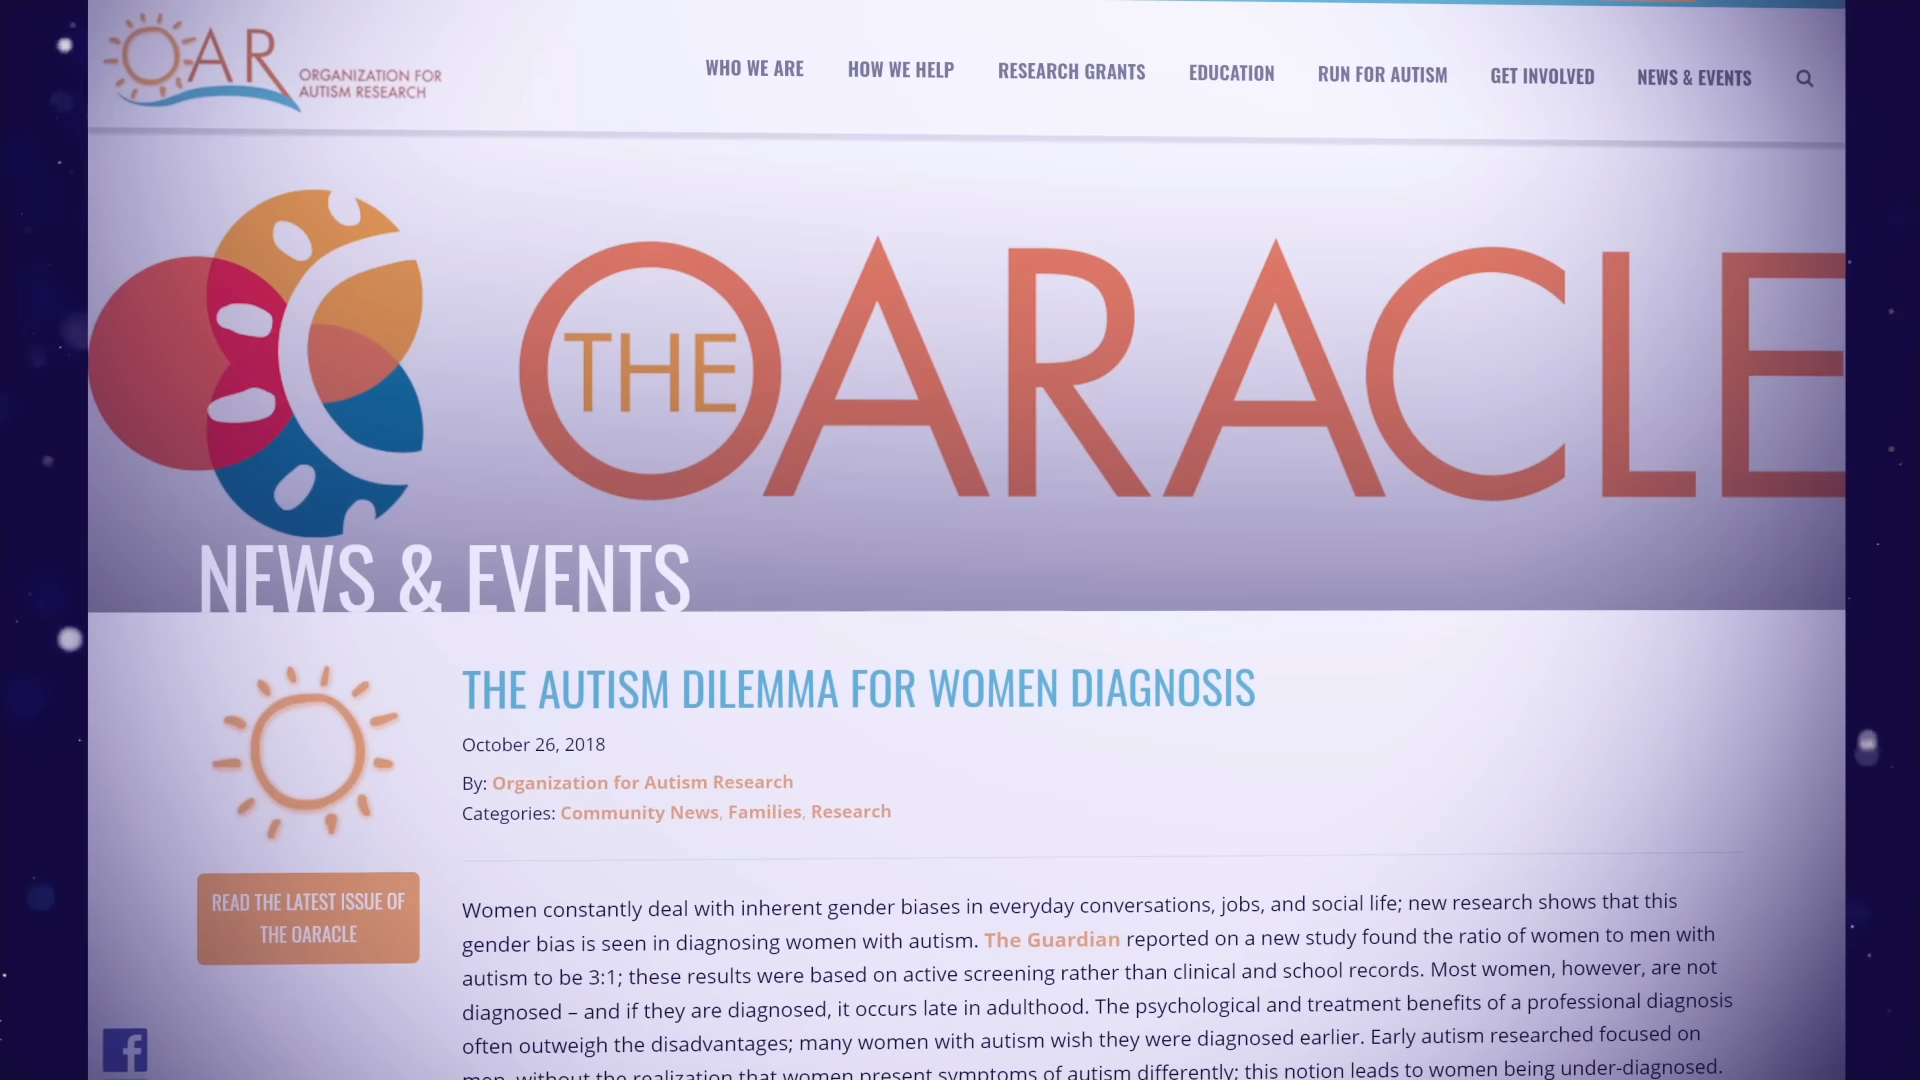 OAR
ORGANIZATION FOR
AUTISM RESEARCH
WHO WE ARE
HOW WE HELP
RESEARCH GRANTS
EDUCATION
RUN FOR AUTISM
GET INVOLVED
NEWS & EVENTS
THE OARACLE
NEWS & EVENTS
THE AUTISM DILEMMA FOR WOMEN DIAGNOSIS
October 26, 2018
By: Organization for Autism Research
Categories: Community News, Families, Research
READ THE LATEST ISSUE OF
THE OARACLE
Women constantly deal with inherent gender biases in everyday conversations, jobs, and social life; new research shows that this
gender bias is seen in diagnosing women with autism. The Guardian reported on a new study found the ratio of women to men with
autism to be 3:1; these results were based on active screening rather than clinical and school records. Most women, however, are not
diagnosed – and if they are diagnosed, it occurs late in adulthood. The psychological and treatment benefits of a professional diagnosis
often outweigh the disadvantages; many women with autism wish they were diagnosed earlier. Early autism researched focused on
men, without the realization that women present symptoms of autism differently; this notion leads to women being under-diagnosed.